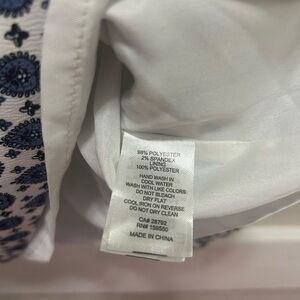 98% POLYESTER
2% SPANDEX
LINING
100% POLYESTER
HAND WASH IN
COOL WATER
WASH WITH LIKE COLORS
DO NOT BLEACH
DRY FLAT
COOL IRON ON REVERSE
DO NOT DRY CLEAN
CA# 28792
RN# 159550
MADE IN CHINA